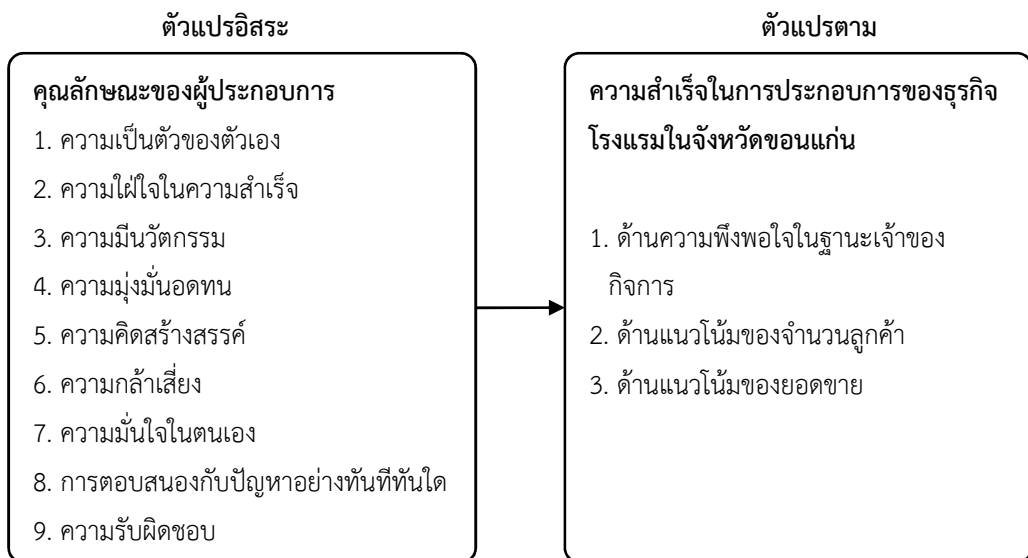 ตัวแปรอิสระ
คุณลักษณะของผู้ประกอบการ
1. ความเป็นตัวของตัวเอง
2. ความใฝ่ใจในความสำเร็จ
3. ความมีนวัตกรรม
4. ความมุ่งมั่นอดทน
5. ความคิดสร้างสรรค์
6. ความกล้าเสี่ยง
7. ความมั่นใจในตนเอง
8. การตอบสนองกับปัญหาอย่างทันทีทันใด
9. ความรับผิดชอบ
ตัวแปรตาม
ความสำเร็จในการประกอบการของธุรกิจ
โรงแรมในจังหวัดขอนแก่น
1. ด้านความพึงพอใจในฐานะเจ้าของ
กิจการ
2. ด้านแนวโน้มของจำนวนลูกค้า
3. ด้านแนวโน้มของยอดขาย